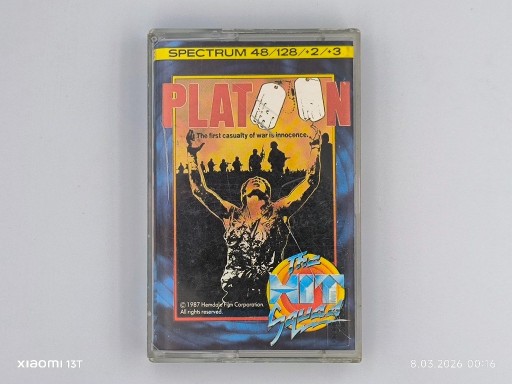 SPECTRUM 48/128/+2/+3
PLATOON
The first casualty of war is innocence.
The
HIT
Squad
© 1987 Hemdale Film Corporation.
All rights reserved.
XIAOMI 13T
8.03.2026 00:16